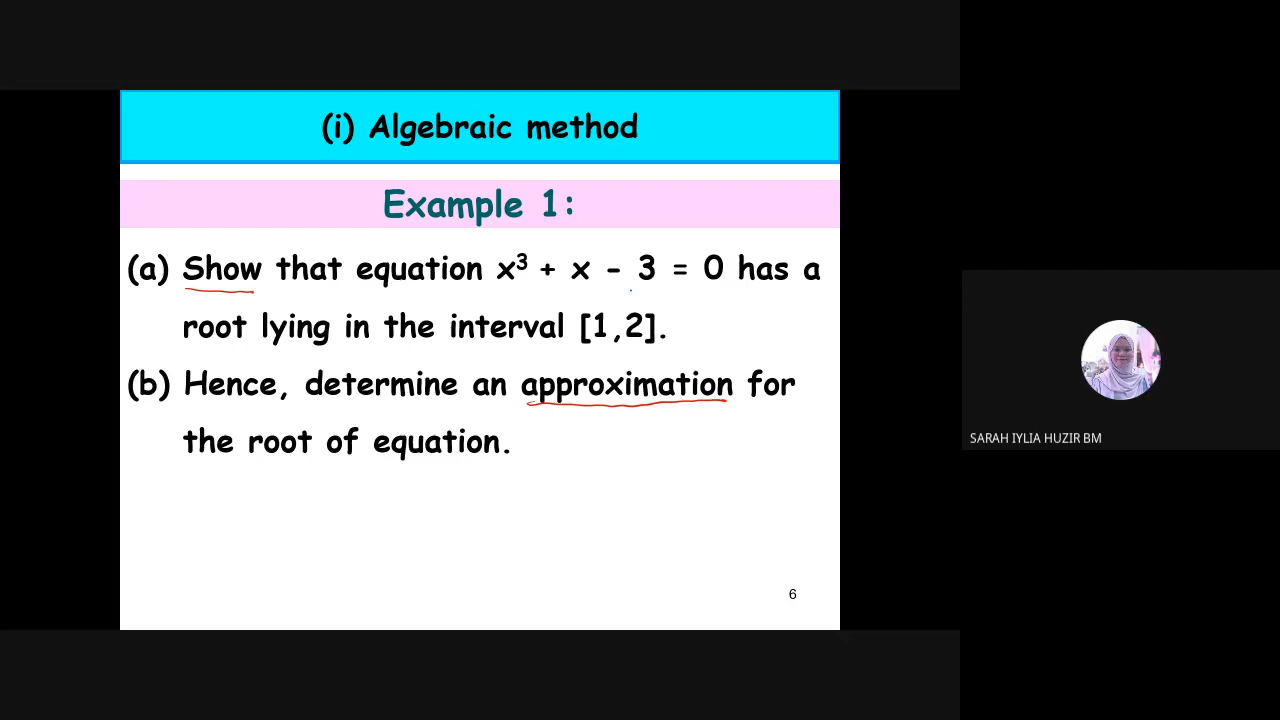 (i) Algebraic method
Example 1:
(a) Show that equation x³ + x - 3 = 0 has a
root lying in the interval [1,2].
(b) Hence, determine an approximation for
the root of equation.
6
SARAH IYLIA HUZIR BM